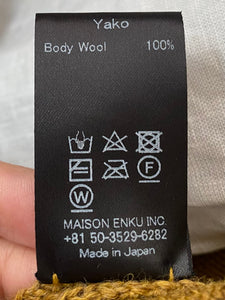 Yako
Body Wool 100%
F
W
MAISON ENKU INC.
+81 50-3529-6282
Made in Japan